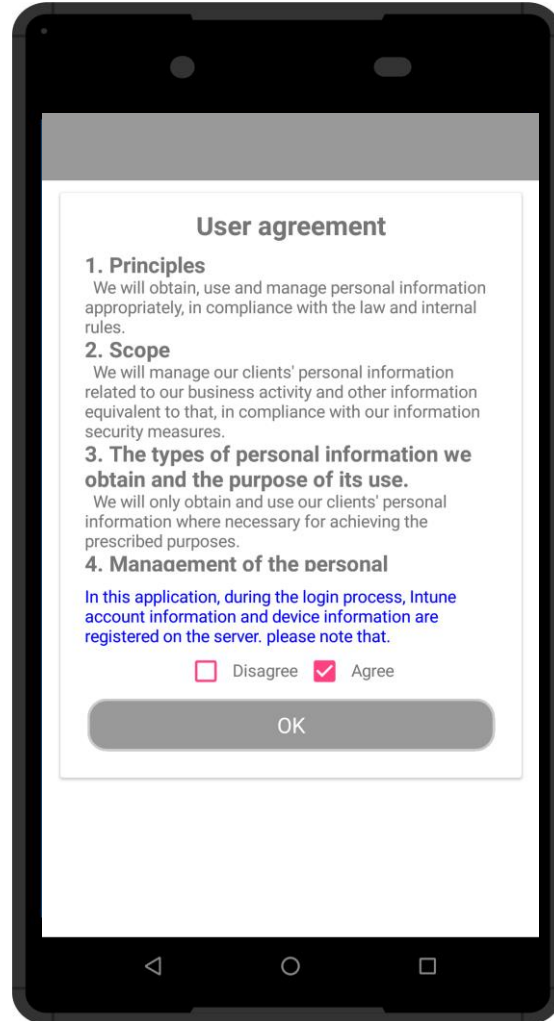 User agreement
1. Principles
We will obtain, use and manage personal information
appropriately, in compliance with the law and internal
rules.
2. Scope
We will manage our clients' personal information
related to our business activity and other information
equivalent to that, in compliance with our information
security measures.
3. The types of personal information we
obtain and the purpose of its use.
We will only obtain and use our clients' personal
information where necessary for achieving the
prescribed purposes.
4. Management of the personal
In this application, during the login process, Intune
account information and device information are
registered on the server. please note that.
Disagree Agree
OK